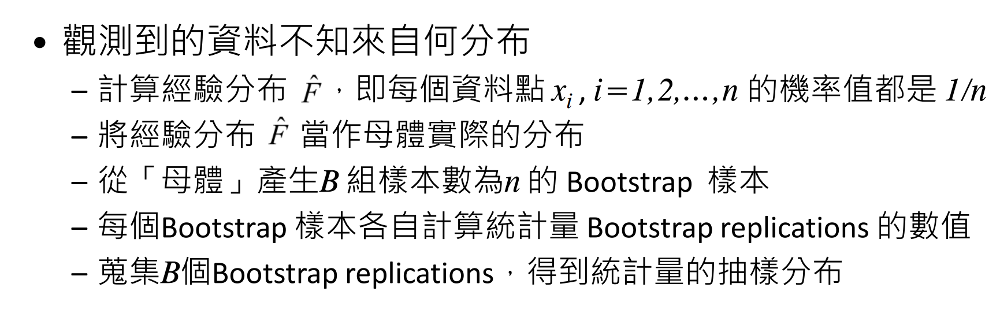 • 觀測到的資料不知來自何分布
– 計算經驗分布 F̂，即每個資料點 xᵢ, i=1,2,...,n 的機率值都是 1/n
– 將經驗分布 F̂ 當作母體實際的分布
– 從「母體」產生B 組樣本數為n 的 Bootstrap 樣本
– 每個Bootstrap 樣本各自計算統計量 Bootstrap replications 的數值
– 蒐集B個Bootstrap replications，得到統計量的抽樣分布